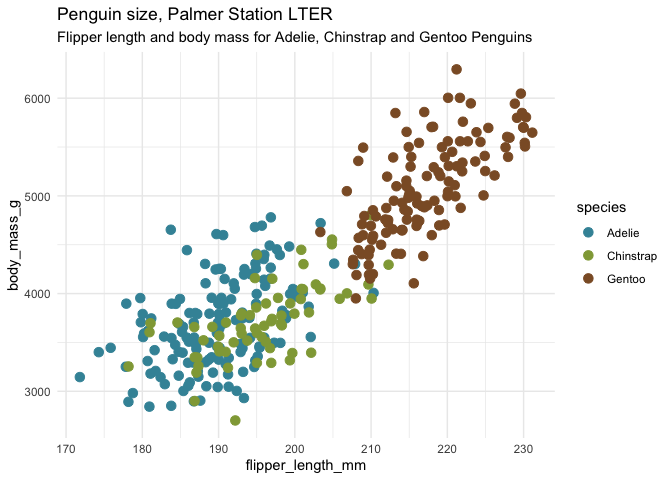 Penguin size, Palmer Station LTER
Flipper length and body mass for Adelie, Chinstrap and Gentoo Penguins
body_mass_g
6000
5000
4000
3000
170 180 190 200 210 220 230
flipper_length_mm
species
Adelie
Chinstrap
Gentoo